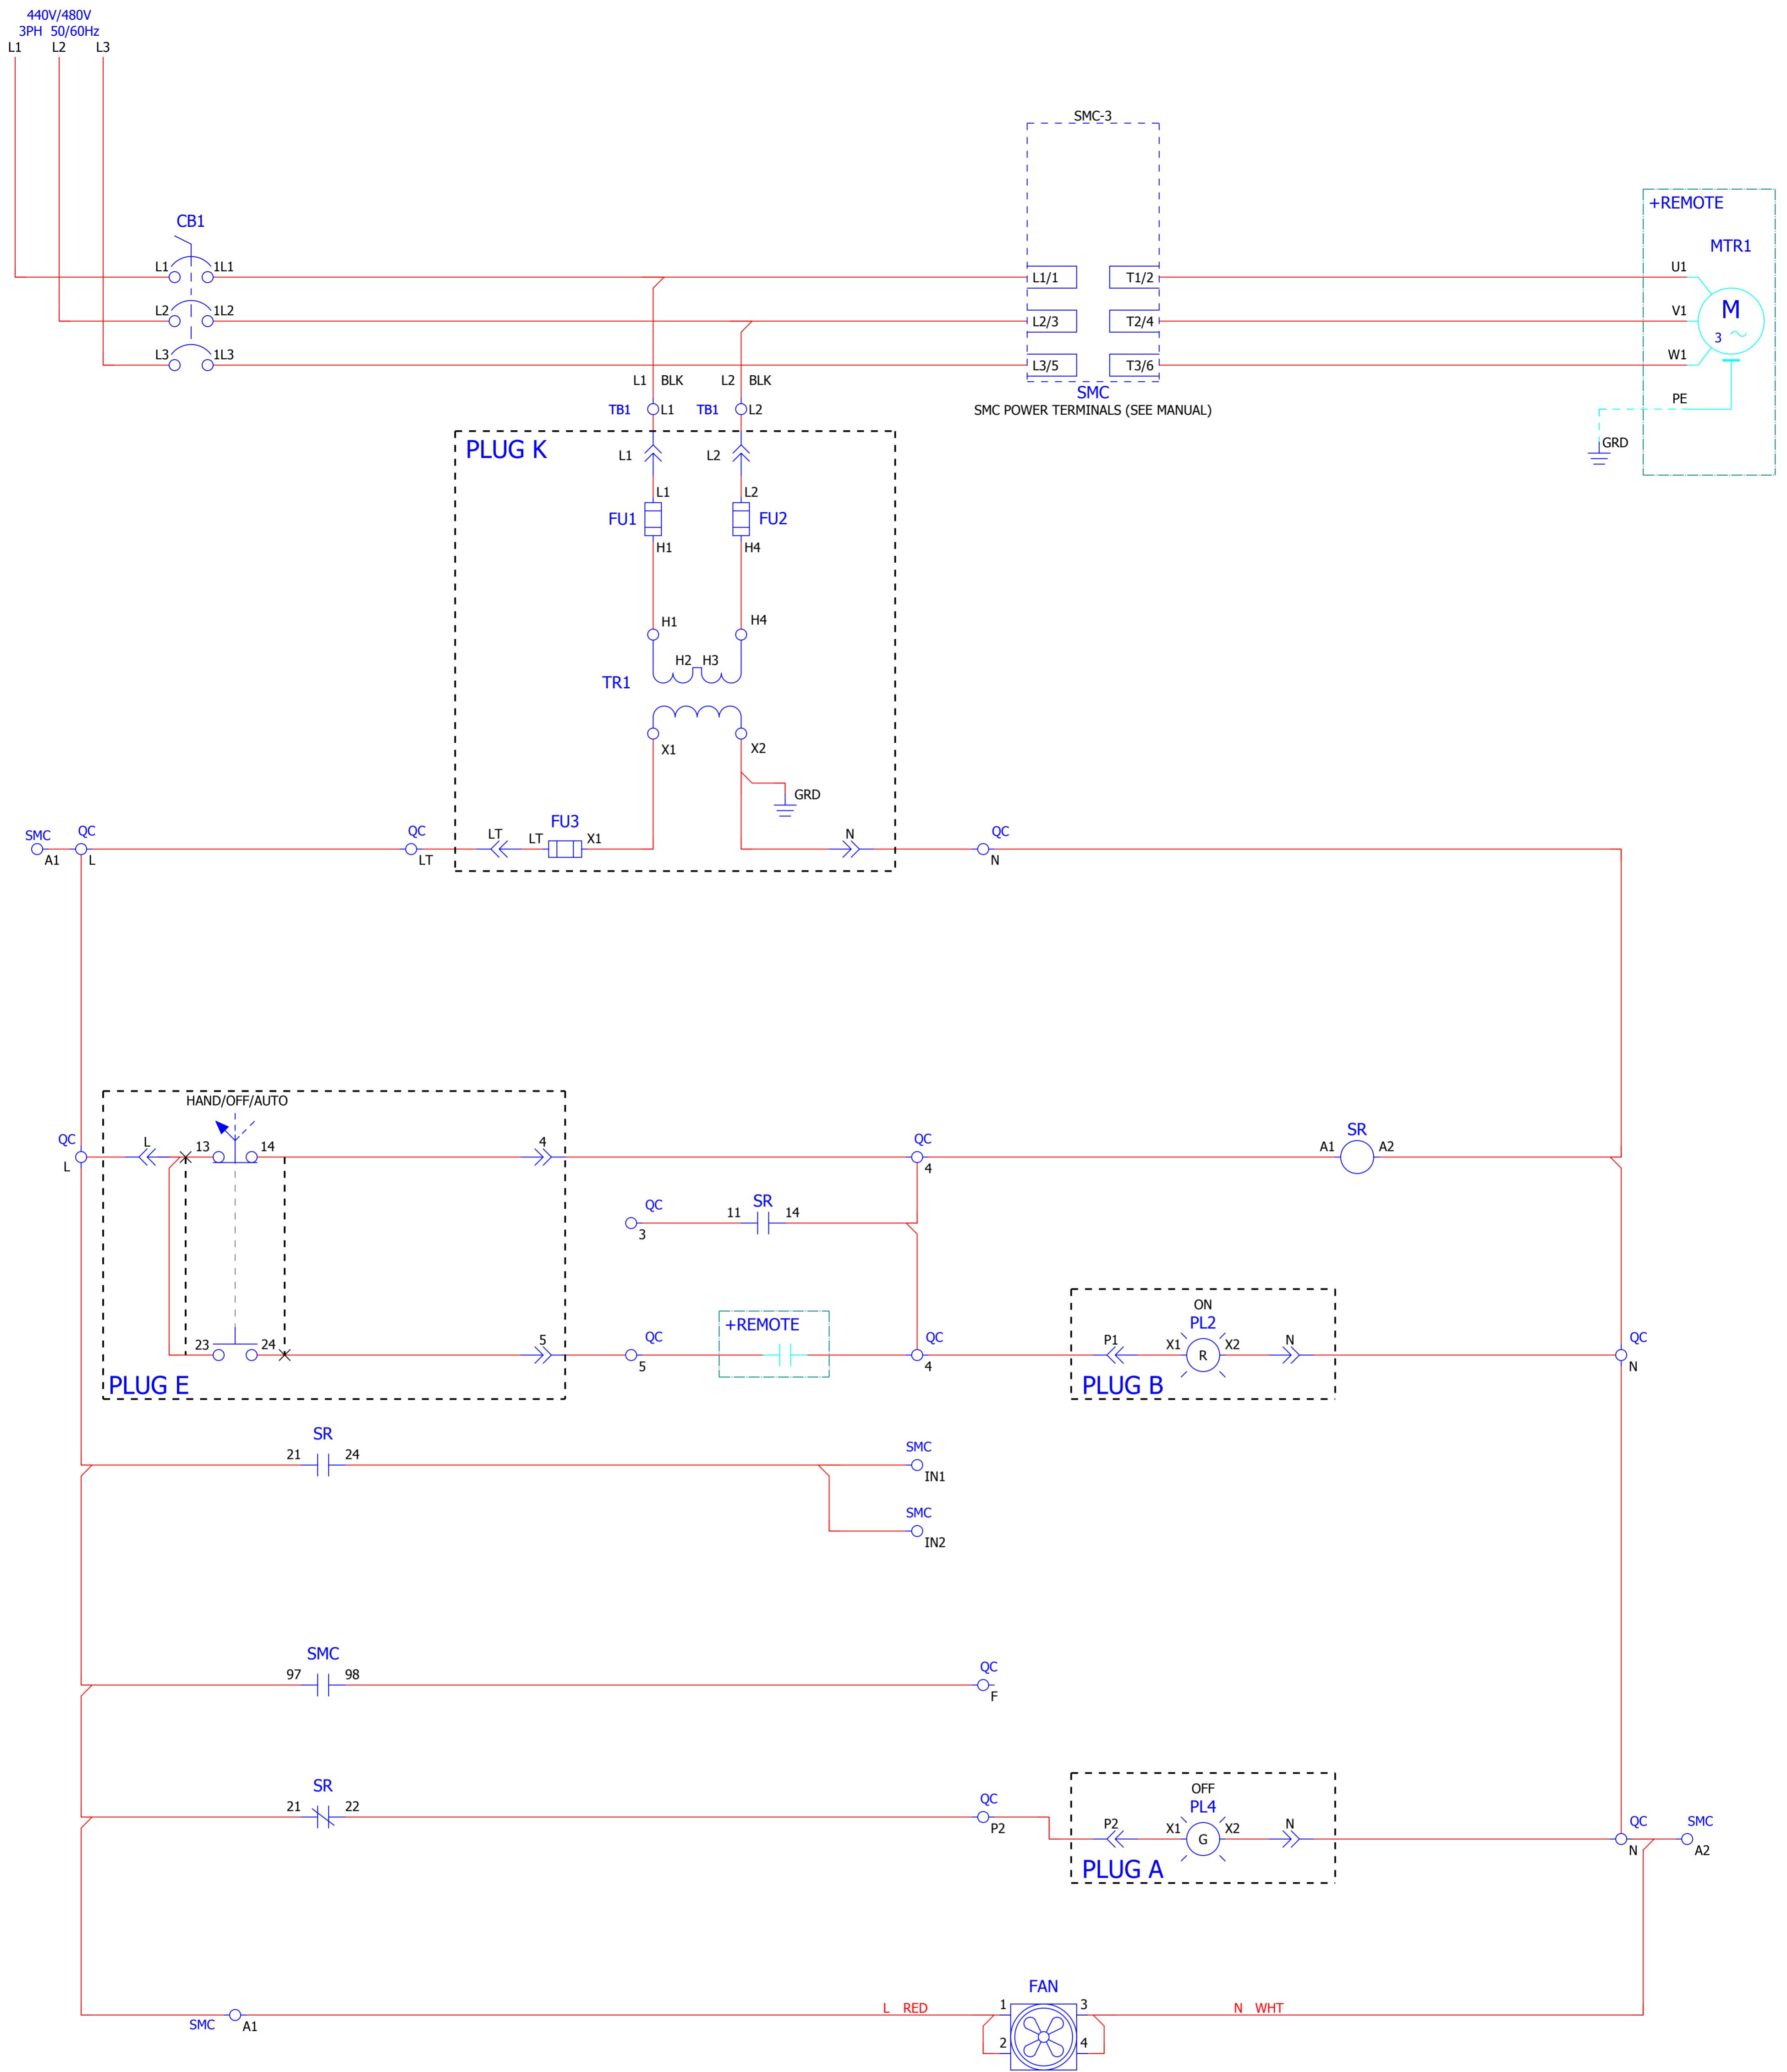 440V/480V
3PH 50/60Hz
L1 L2 L3
SMC-3
+REMOTE
MTR1
CB1
L1 1L1
L1/1 T1/2
U1
L2 1L2
L2/3 T2/4
V1
M
3
L3 1L3
L3/5 T3/6
W1
SMC
SMC POWER TERMINALS (SEE MANUAL)
PE
GRD
L1 BLK L2 BLK
TB1 L1 TB1 L2
PLUG K
L1 L2
L1 L2
FU1 FU2
H1 H4
H1 H4
H2 H3
TR1
X1 X2
GRD
SMC QC QC LT LT FU3 X1 N QC
A1 L LT N
HAND/OFF/AUTO
QC L 13 14 4 QC SR
L 4 A1 A2
QC SR
3 11 14
23 24 5 QC +REMOTE QC
5 4
ON
PL2
P1 X1 R X2 N QC
N
PLUG E
PLUG B
SR
21 24 SMC
IN1
SMC
IN2
SMC
97 98 QC
F
SR
21 22 QC
P2
OFF
PL4
P2 X1 G X2 N QC SMC
N A2
PLUG A
FAN
L RED 1 3 N WHT
SMC A1
2 4